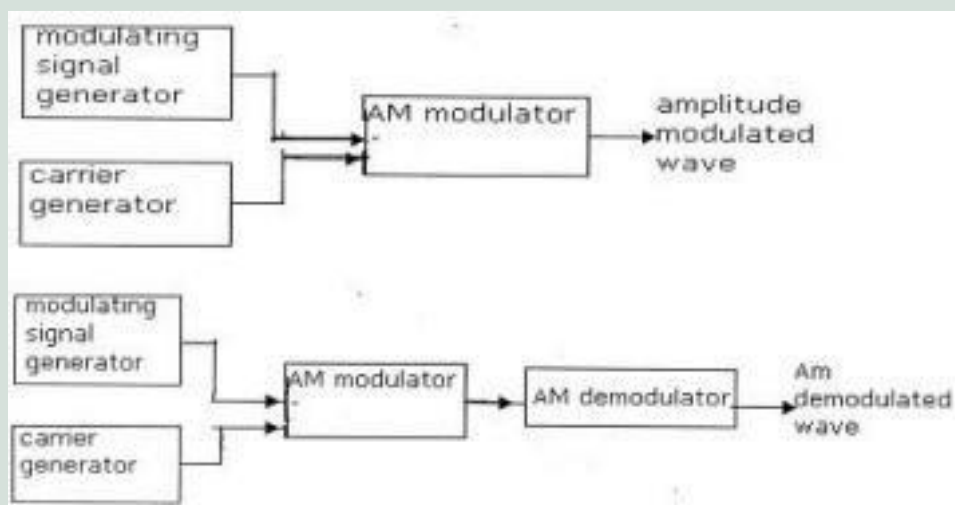 modulating
signal
generator
AM modulator
amplitude
modulated
wave
carrier
generator
modulating
signal
generator
AM modulator
AM demodulator
Am
demodulated
wave
carrier
generator